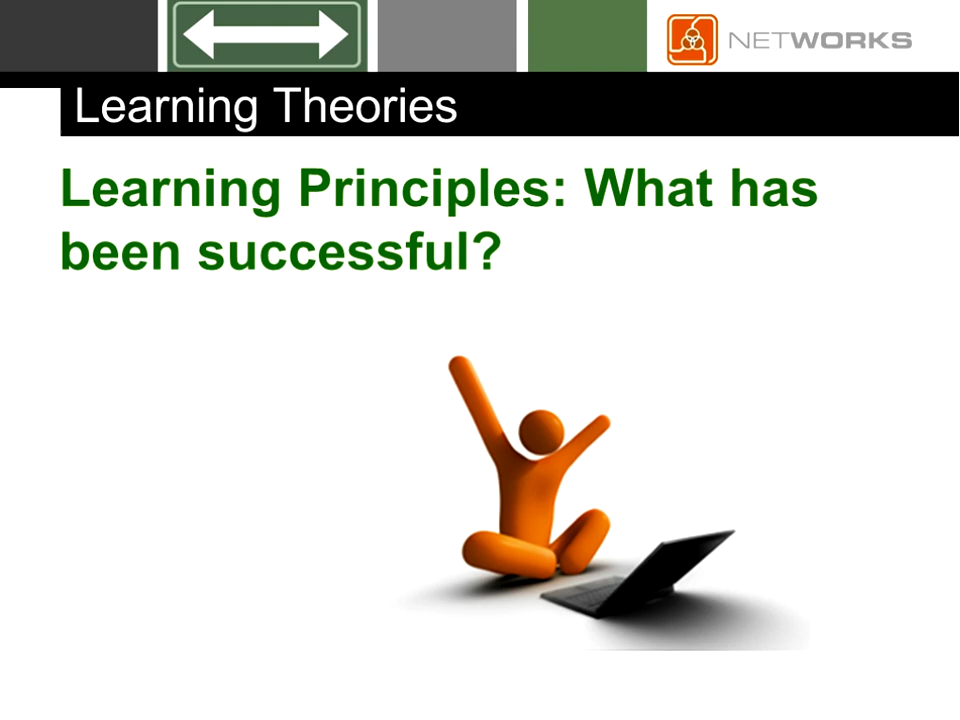 NETWORKS
Learning Theories
Learning Principles: What has
been successful?